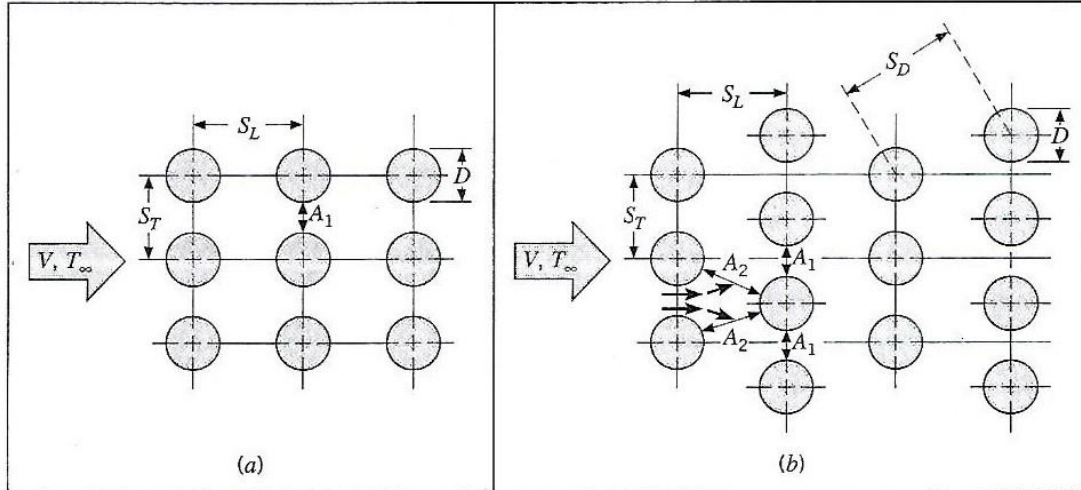 S_D
S_L
S_L
D
D
S_T
A_1
S_T
V, T_∞
V, T_∞
A_2
A_1
A_2
A_1
(a)
(b)